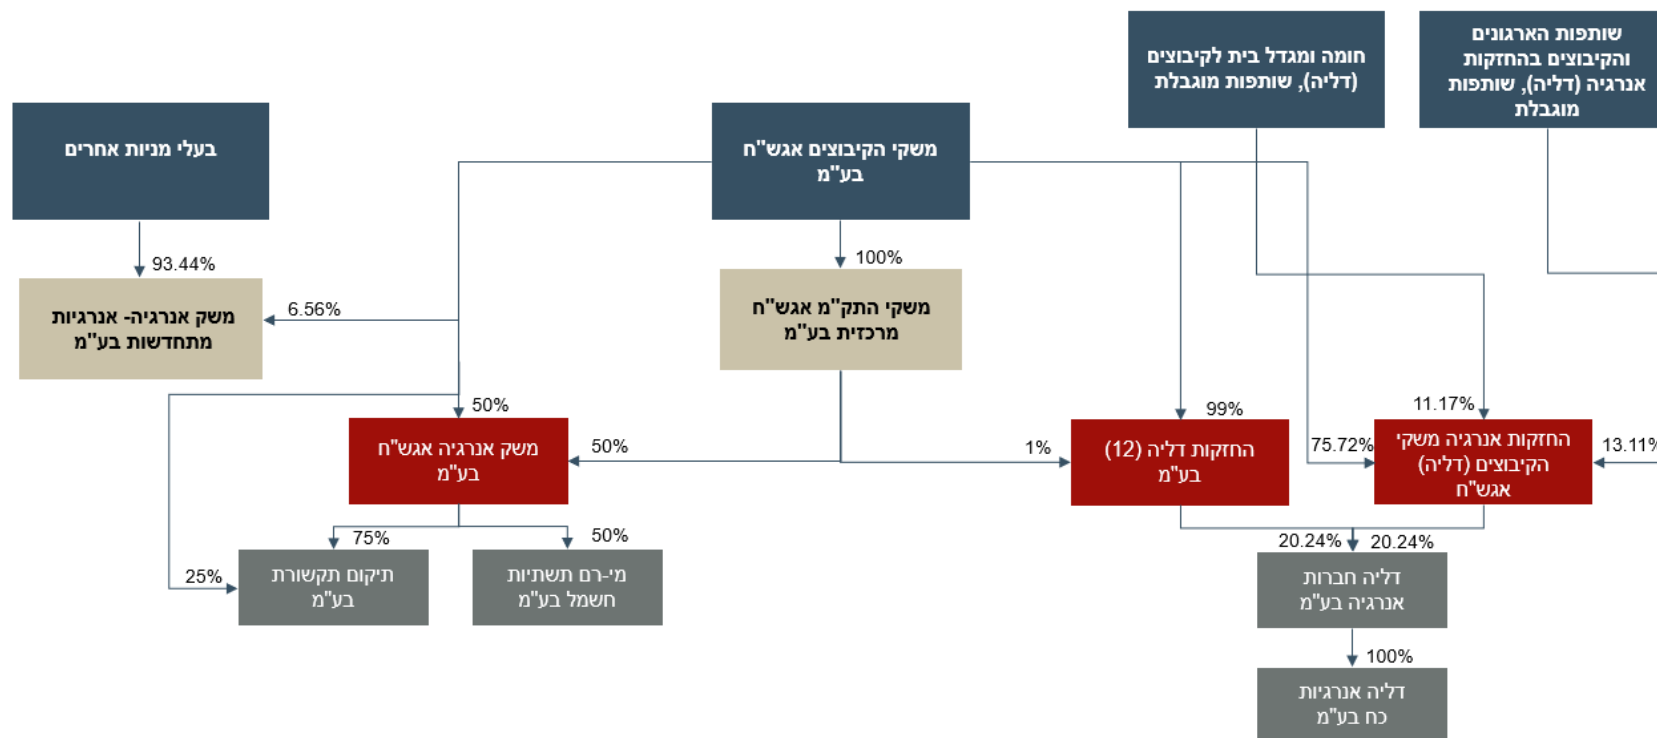 שותפות הארגונים
והקיבוצים בהחזקות
אנרגיה (דליה), שותפות
מוגבלת
חומה ומגדל בית לקיבוצים
(דליה), שותפות מוגבלת
משקי הקיבוצים אגש"ח
בע"מ
בעלי מניות אחרים
93.44%
100%
משק אנרגיה- אנרגיות
מתחדשות בע"מ
6.56%
משקי התק"מ אגש"ח
מרכזית בע"מ
50%
99%
11.17%
משק אנרגיה אגש"ח
בע"מ
50%
1%
החזקות דליה (12)
בע"מ
75.72%
החזקות אנרגיה משקי
הקיבוצים (דליה)
אגש"ח
13.11%
75%
50%
20.24%
20.24%
25%
תיקום תקשורת
בע"מ
מי-רם תשתיות
חשמל בע"מ
דליה חברות
אנרגיה בע"מ
100%
דליה אנרגיות
כח בע"מ